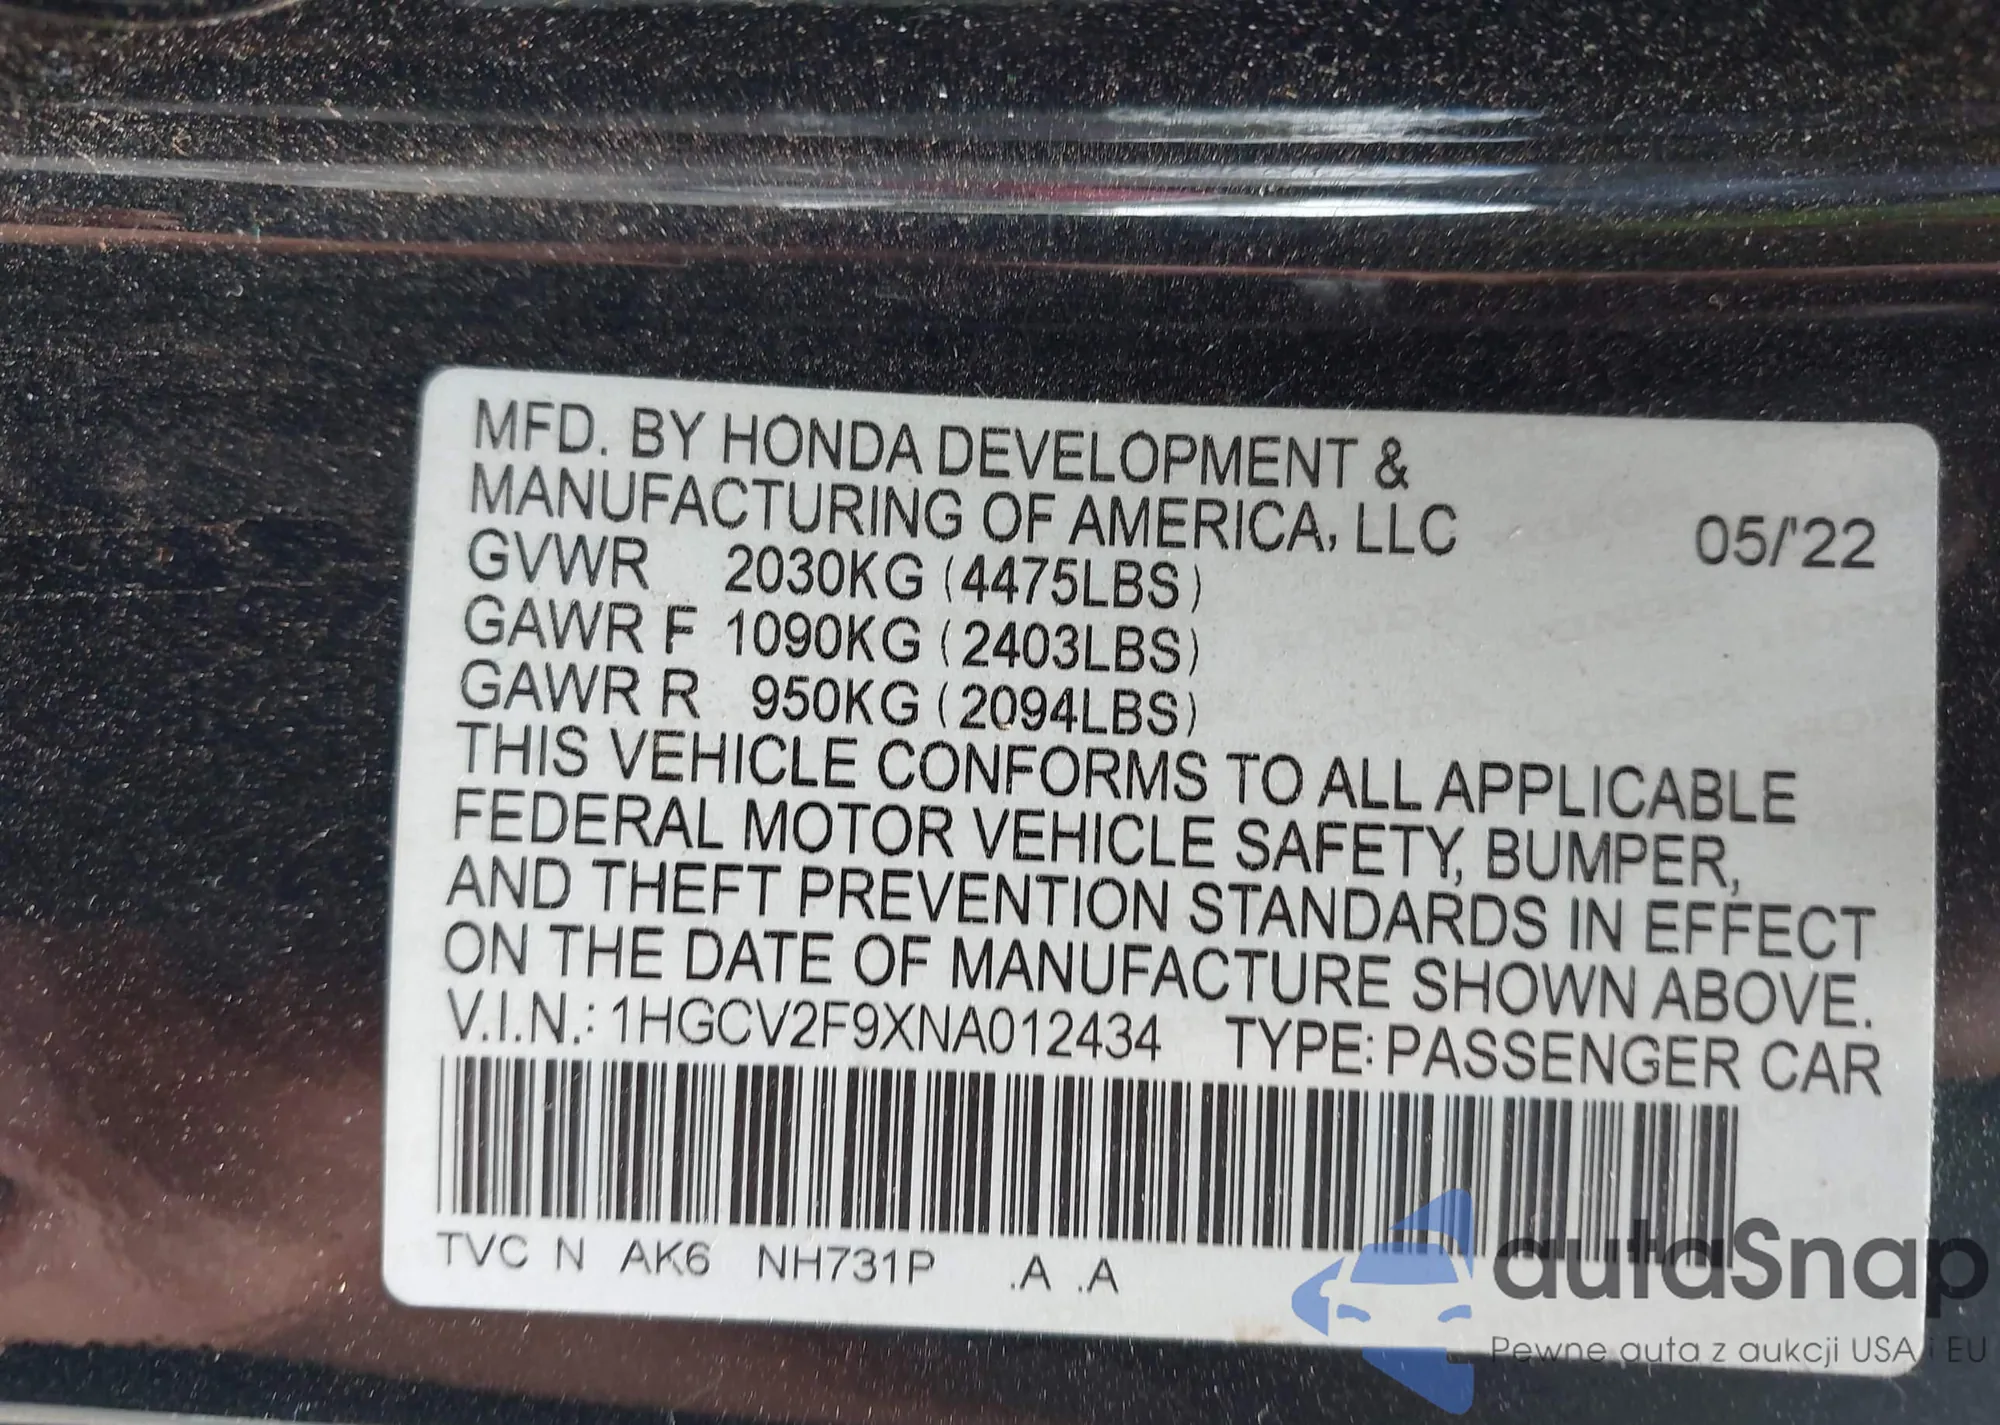 MFD. BY HONDA DEVELOPMENT &
MANUFACTURING OF AMERICA, LLC 05/'22
GVWR 2030KG (4475LBS)
GAWR F 1090KG (2403LBS)
GAWR R 950KG (2094LBS)
THIS VEHICLE CONFORMS TO ALL APPLICABLE
FEDERAL MOTOR VEHICLE SAFETY, BUMPER,
AND THEFT PREVENTION STANDARDS IN EFFECT
ON THE DATE OF MANUFACTURE SHOWN ABOVE.
V.I.N.: 1HGCV2F9XNA012434 TYPE: PASSENGER CAR
TVC N AK6 NH731P .A .A
autaSnap
Pewne auta z aukcji USA i EU